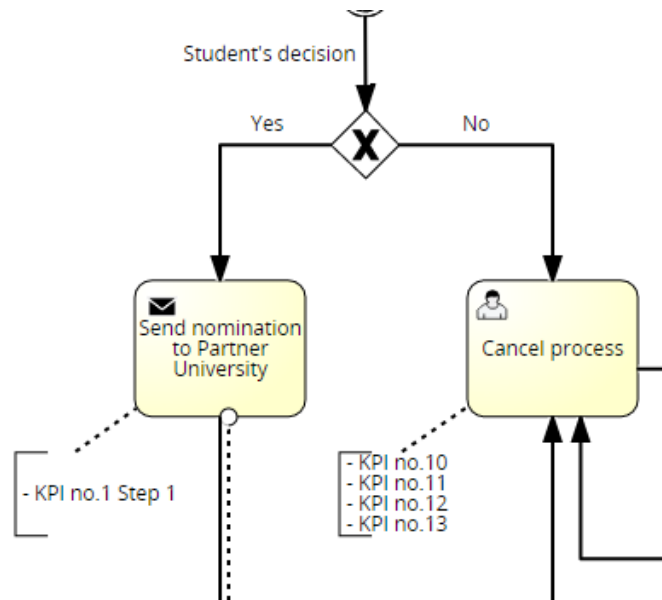 Student's decision
Yes
No
X
Send nomination
to Partner
University
Cancel process
- KPI no.1 Step 1
- KPI no.10
- KPI no.11
- KPI no.12
- KPI no.13